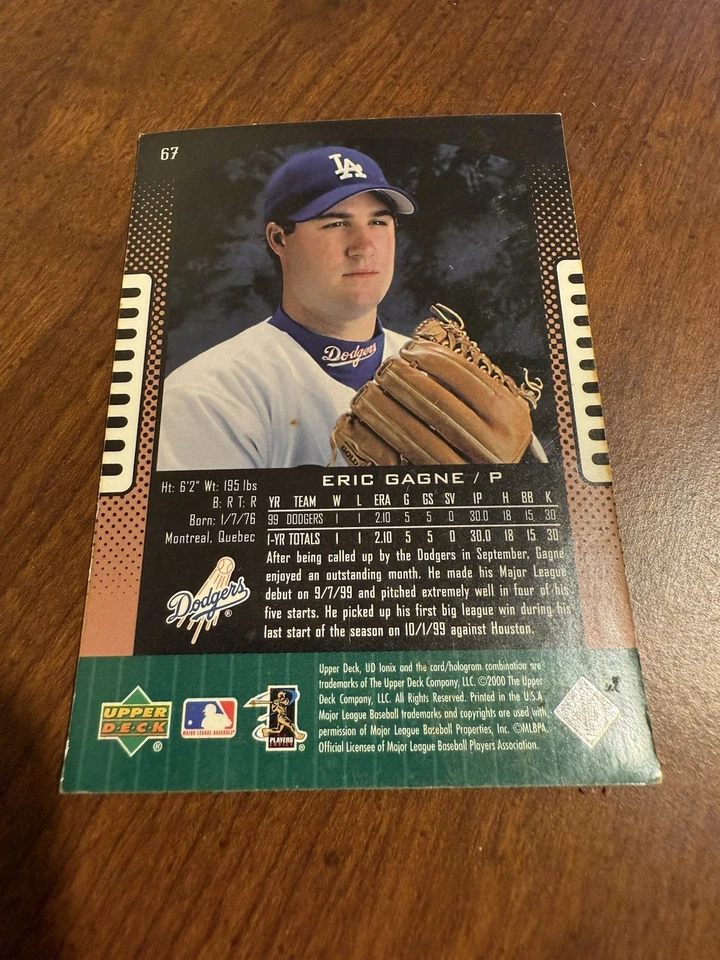 67
LA
Dodgers
ERIC GAGNE / P
Ht: 6'2" Wt: 195 lbs
B: R T: R
Born: 1/7/76
Montreal, Quebec
YR TEAM W L ERA G GS SV IP H BB K
99 DODGERS 1 1 2.10 5 5 0 30.0 18 15 30
1-YR TOTALS 1 1 2.10 5 5 0 30.0 18 15 30
After being called up by the Dodgers in September, Gagne
enjoyed an outstanding month. He made his Major League
debut on 9/7/99 and pitched extremely well in four of his
five starts. He picked up his first big league win during his
last start of the season on 10/1/99 against Houston.
Dodgers®
Upper Deck, UD Ionix and the card/hologram combination are
trademarks of The Upper Deck Company, LLC. ©2000 The Upper
Deck Company, LLC. All Rights Reserved. Printed in the U.S.A.
Major League Baseball trademarks and copyrights are used with
permission of Major League Baseball Properties, Inc. ©MLBPA.
Official Licensee of Major League Baseball Players Association.
UPPER
DECK®
MAJOR LEAGUE BASEBALL®
PLAYERS
CHOICE®